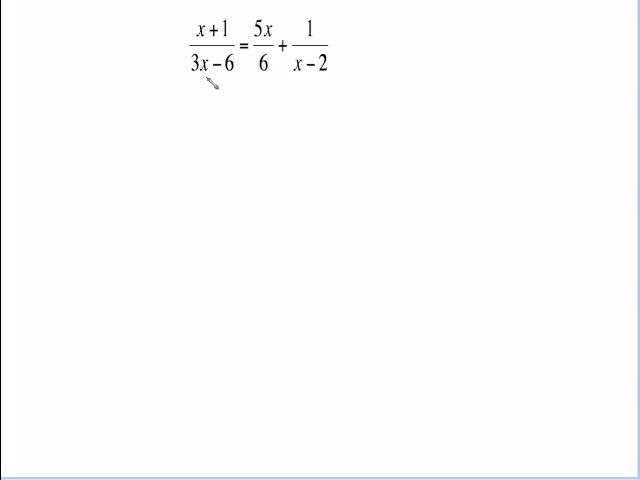 (x+1)/(3x−6) = 5x/6 + 1/(x−2)